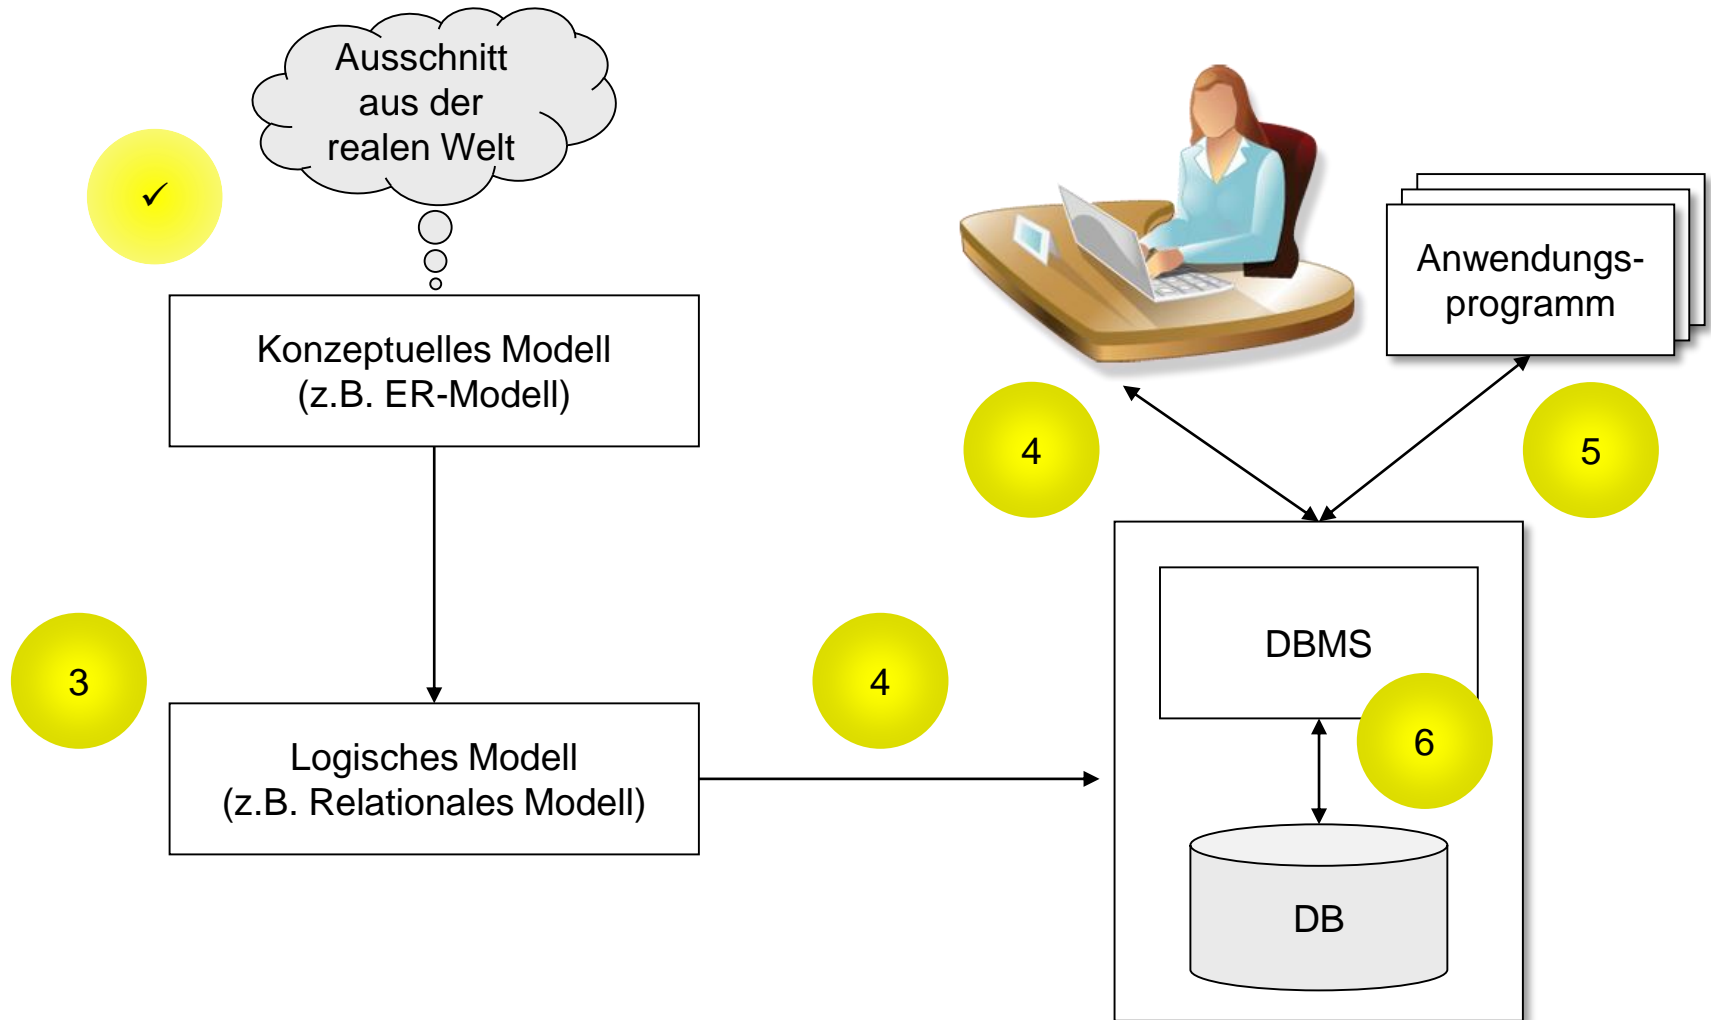 Ausschnitt
aus der
realen Welt
✓
Konzeptuelles Modell
(z.B. ER-Modell)
3
Logisches Modell
(z.B. Relationales Modell)
4
Anwendungs-
programm
4
5
DBMS
6
DB